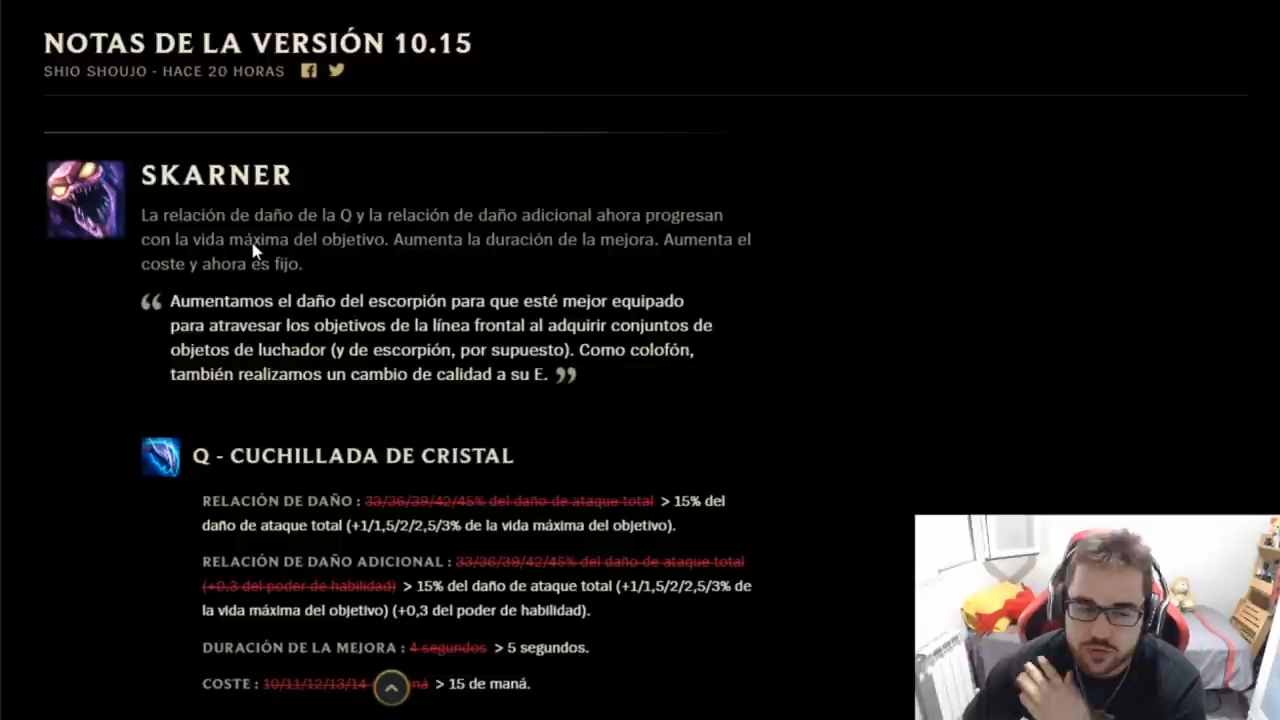 NOTAS DE LA VERSIÓN 10.15
SHIO SHOUJO - HACE 20 HORAS
SKARNER
La relación de daño de la Q y la relación de daño adicional ahora progresan
con la vida máxima del objetivo. Aumenta la duración de la mejora. Aumenta el
coste y ahora es fijo.
“ Aumentamos el daño del escorpión para que esté mejor equipado
para atravesar los objetivos de la línea frontal al adquirir conjuntos de
objetos de luchador (y de escorpión, por supuesto). Como colofón,
también realizamos un cambio de calidad a su E. ”
Q - CUCHILLADA DE CRISTAL
RELACIÓN DE DAÑO : 33/36/39/42/45% del daño de ataque total > 15% del
daño de ataque total (+1/1,5/2/2,5/3% de la vida máxima del objetivo).
RELACIÓN DE DAÑO ADICIONAL : 33/36/39/42/45% del daño de ataque total
(+0,3 del poder de habilidad) > 15% del daño de ataque total (+1/1,5/2/2,5/3% de
la vida máxima del objetivo) (+0,3 del poder de habilidad).
DURACIÓN DE LA MEJORA : 4 segundos > 5 segundos.
COSTE : 10/11/12/13/14 > 15 de maná.